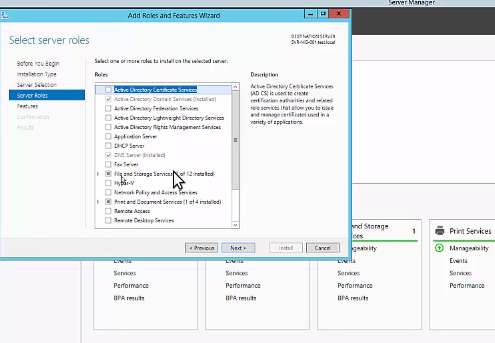 Server Manager
Add Roles and Features Wizard
Select server roles
DESTINATION SERVER
Before You Begin
Installation Type
Server Selection
Server Roles
Features
Confirmation
Results
Select one or more roles to install on the selected server.
Roles
Active Directory Certificate Services
Active Directory Domain Services (Installed)
Active Directory Federation Services
Active Directory Lightweight Directory Services
Active Directory Rights Management Services
Application Server
DHCP Server
DNS Server (Installed)
Fax Server
File and Storage Services of 12 installed)
Hyper-V
Network Policy and Access Services
Print and Document Services (1 of 4 installed)
Remote Access
Remote Desktop Services
Description
Active Directory Certificate Services
(AD CS) is used to create
certification authorities and related
role services that allow you to issue
and manage certificates used in a
variety of applications.
< Previous
Next >
Install
Cancel
Events
Services
Performance
BPA results
Events
Services
Performance
BPA results
and Storage
1
Manageability
Events
Services
Performance
BPA results
Print Services
Manageability
Events
Services
Performance
BPA results